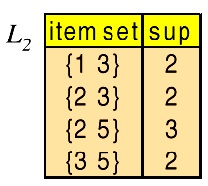 L2 item set sup
{1 3} 2
{2 3} 2
{2 5} 3
{3 5} 2